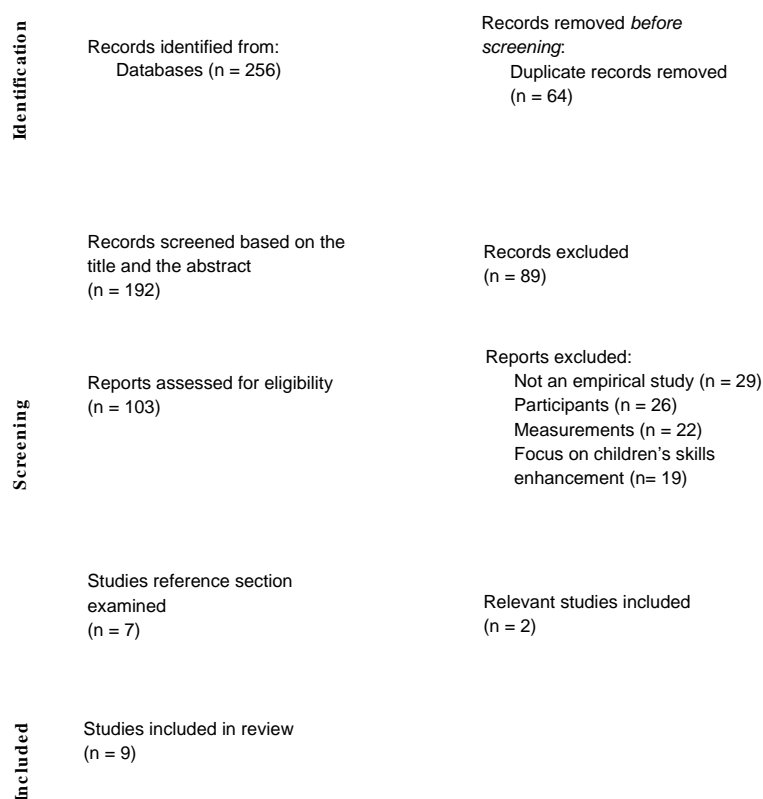 Identification
Records identified from:
Databases (n = 256)
Records removed before
screening:
Duplicate records removed
(n = 64)
Records screened based on the
title and the abstract
(n = 192)
Records excluded
(n = 89)
Screening
Reports assessed for eligibility
(n = 103)
Reports excluded:
Not an empirical study (n = 29)
Participants (n = 26)
Measurements (n = 22)
Focus on children’s skills
enhancement (n= 19)
Studies reference section
examined
(n = 7)
Relevant studies included
(n = 2)
Included
Studies included in review
(n = 9)